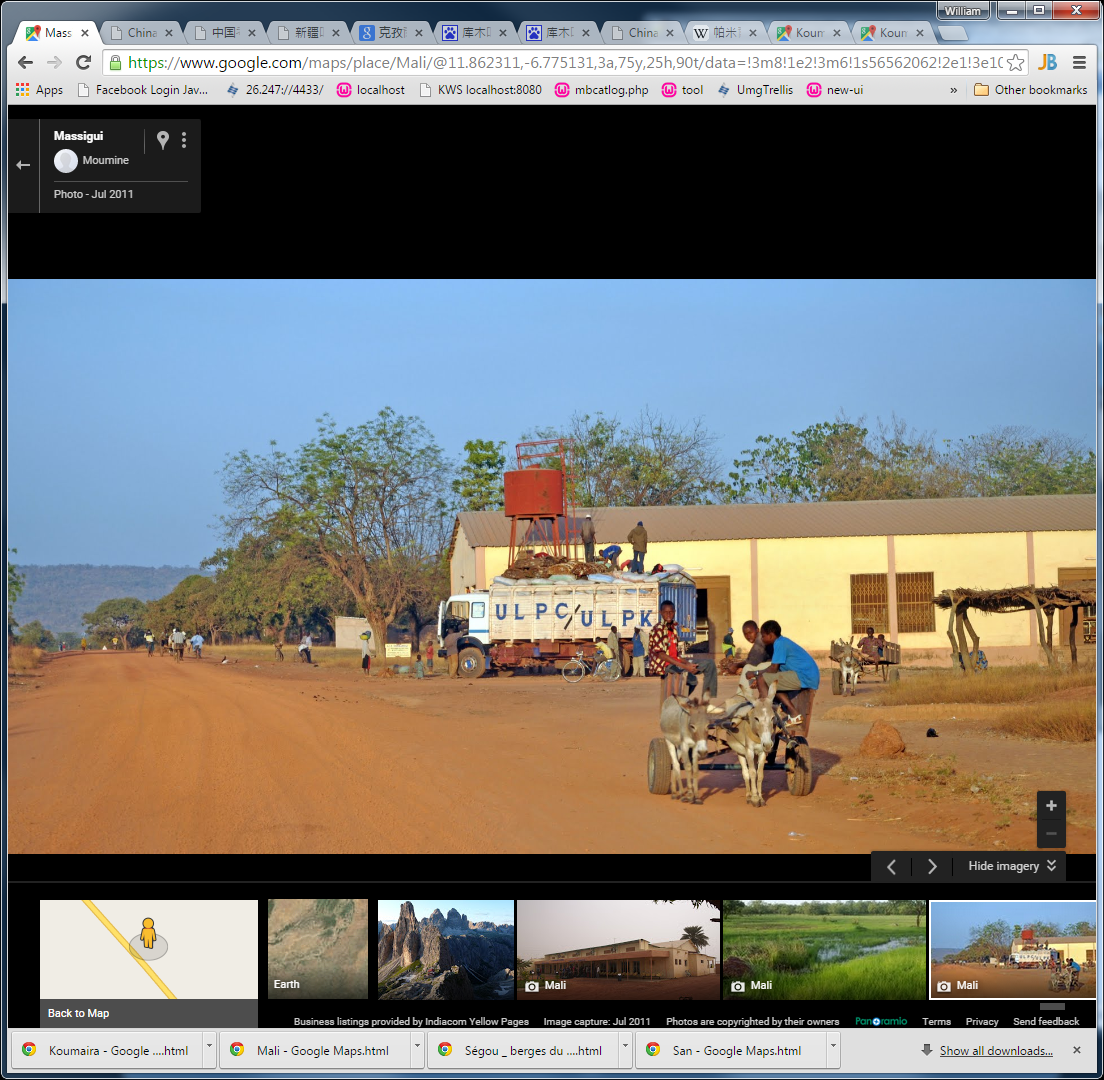 William
Mass
China
中国
新疆
克孜
库木
库木
China
帕米
Koum
Koum
https://www.google.com/maps/place/Mali/@11.862311,-6.775131,3a,75y,25h,90t/data=!3m8!1e2!3m6!1s56562062!2e1!3e10
Apps
Facebook Login Jav...
26.247:/4433/
localhost
KWS localhost:8080
mbcatlog.php
tool
UmgTrellis
new-ui
»
Other bookmarks
Massigui
Moumine
Photo - Jul 2011
ULPC/ULPK
Hide imagery
Back to Map
Earth
Mali
Mali
Mali
Business listings provided by Indiacom Yellow Pages
Image capture: Jul 2011
Photos are copyrighted by their owners
Panoramio
Terms
Privacy
Send feedback
Koumaira - Google ....html
Mali - Google Maps.html
Ségou _ berges du ....html
San - Google Maps.html
Show all downloads...